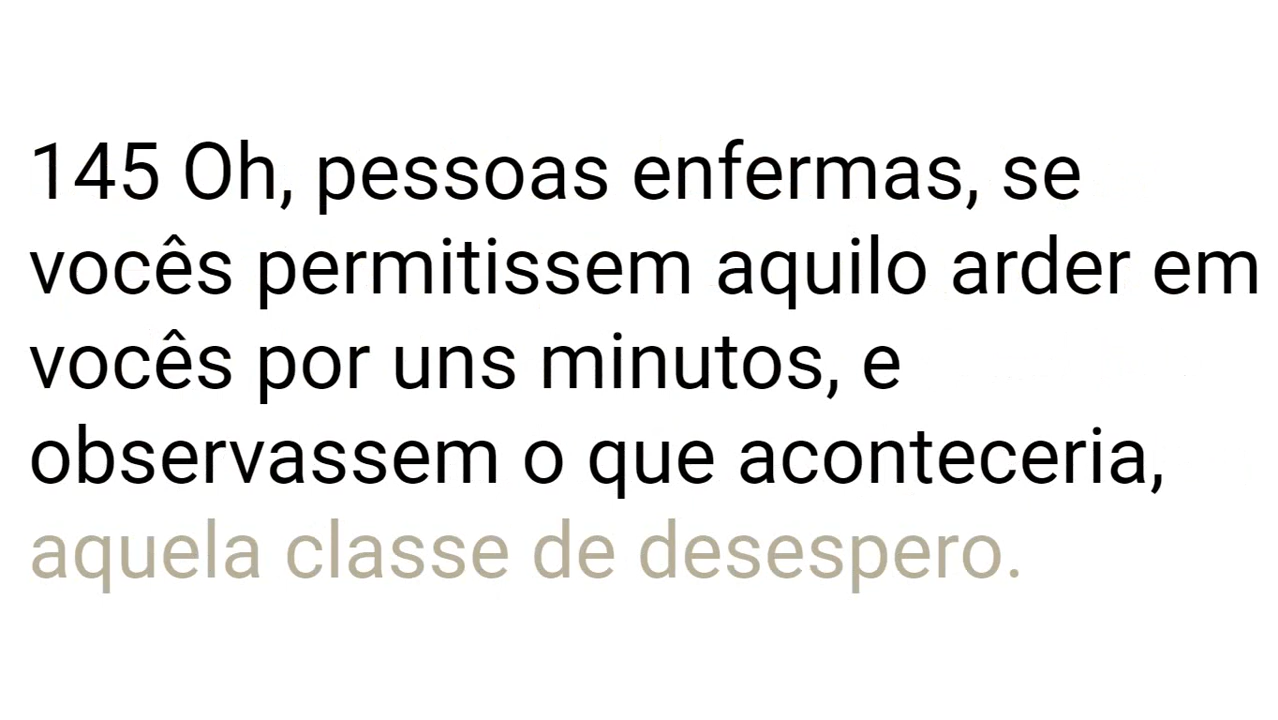 145 Oh, pessoas enfermas, se
vocês permitissem aquilo arder em
vocês por uns minutos, e
observassem o que aconteceria,
aquela classe de desespero.